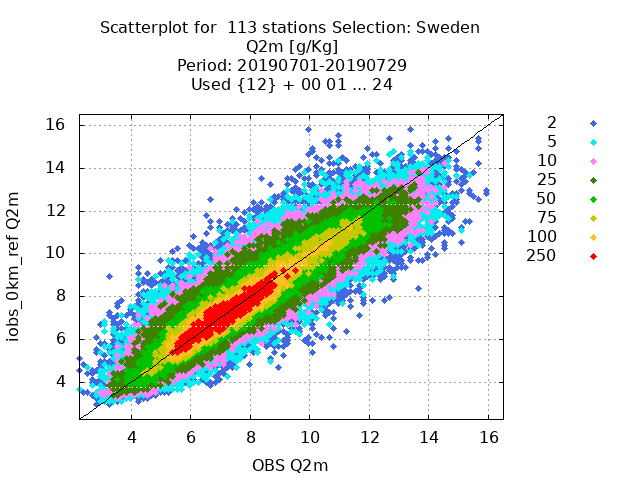 Scatterplot for  113 stations Selection: Sweden
Q2m [g/Kg]
Period: 20190701-20190729
Used {12} + 00 01 ... 24
16
14
12
10
8
6
4
iobs_0km_ref Q2m
4 6 8 10 12 14 16
OBS Q2m
2
5
10
25
50
75
100
250